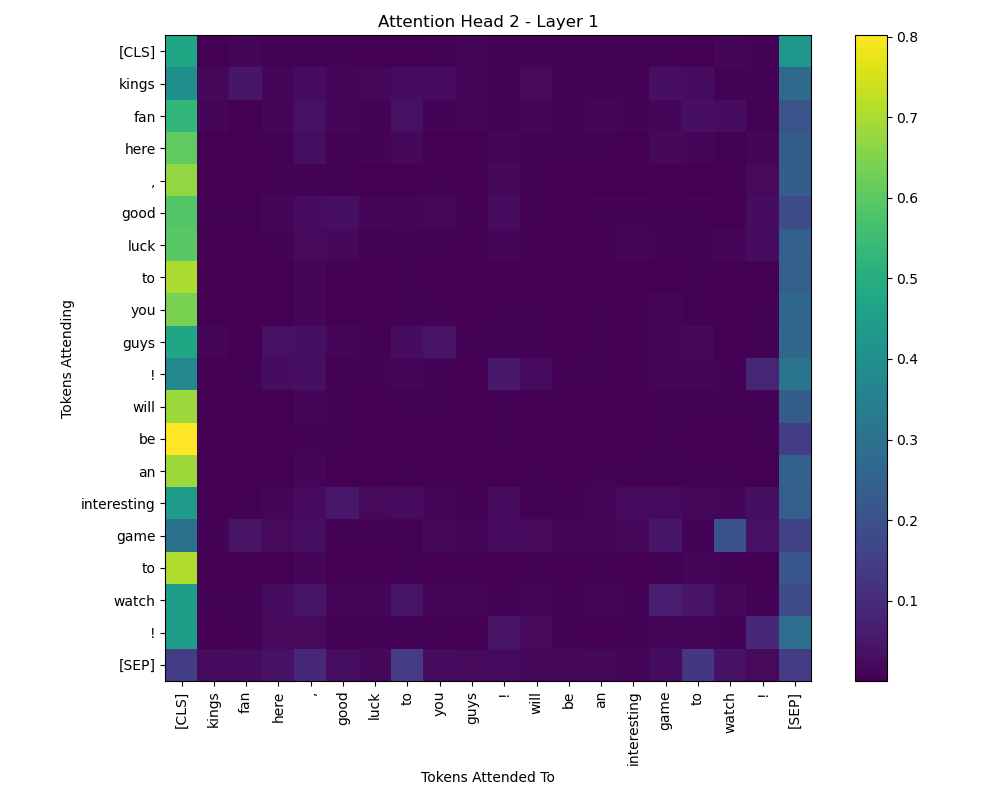 Attention Head 2 - Layer 1
Tokens Attending
[CLS]
kings
fan
here
,
good
luck
to
you
guys
!
will
be
an
interesting
game
to
watch
!
[SEP]
[CLS]
kings
fan
here
,
good
luck
to
you
guys
!
will
be
an
interesting
game
to
watch
!
[SEP]
Tokens Attended To
0.8
0.7
0.6
0.5
0.4
0.3
0.2
0.1